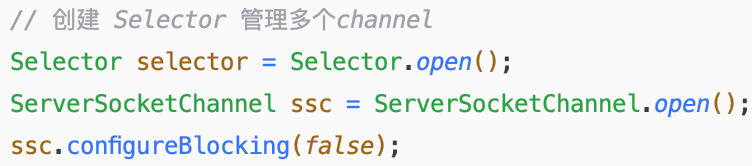 // 创建 Selector 管理多个channel
Selector selector = Selector.open();
ServerSocketChannel ssc = ServerSocketChannel.open();
ssc.configureBlocking(false);